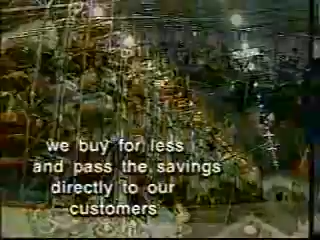 we buy for less
and pass the savings
directly to our
customers